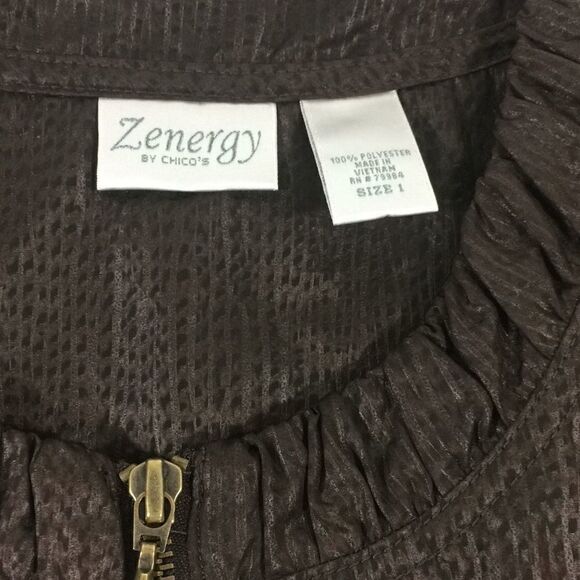 Zenergy
BY CHICO'S
100% POLYESTER
MADE IN
VIETNAM
RN # 79984
SIZE 1